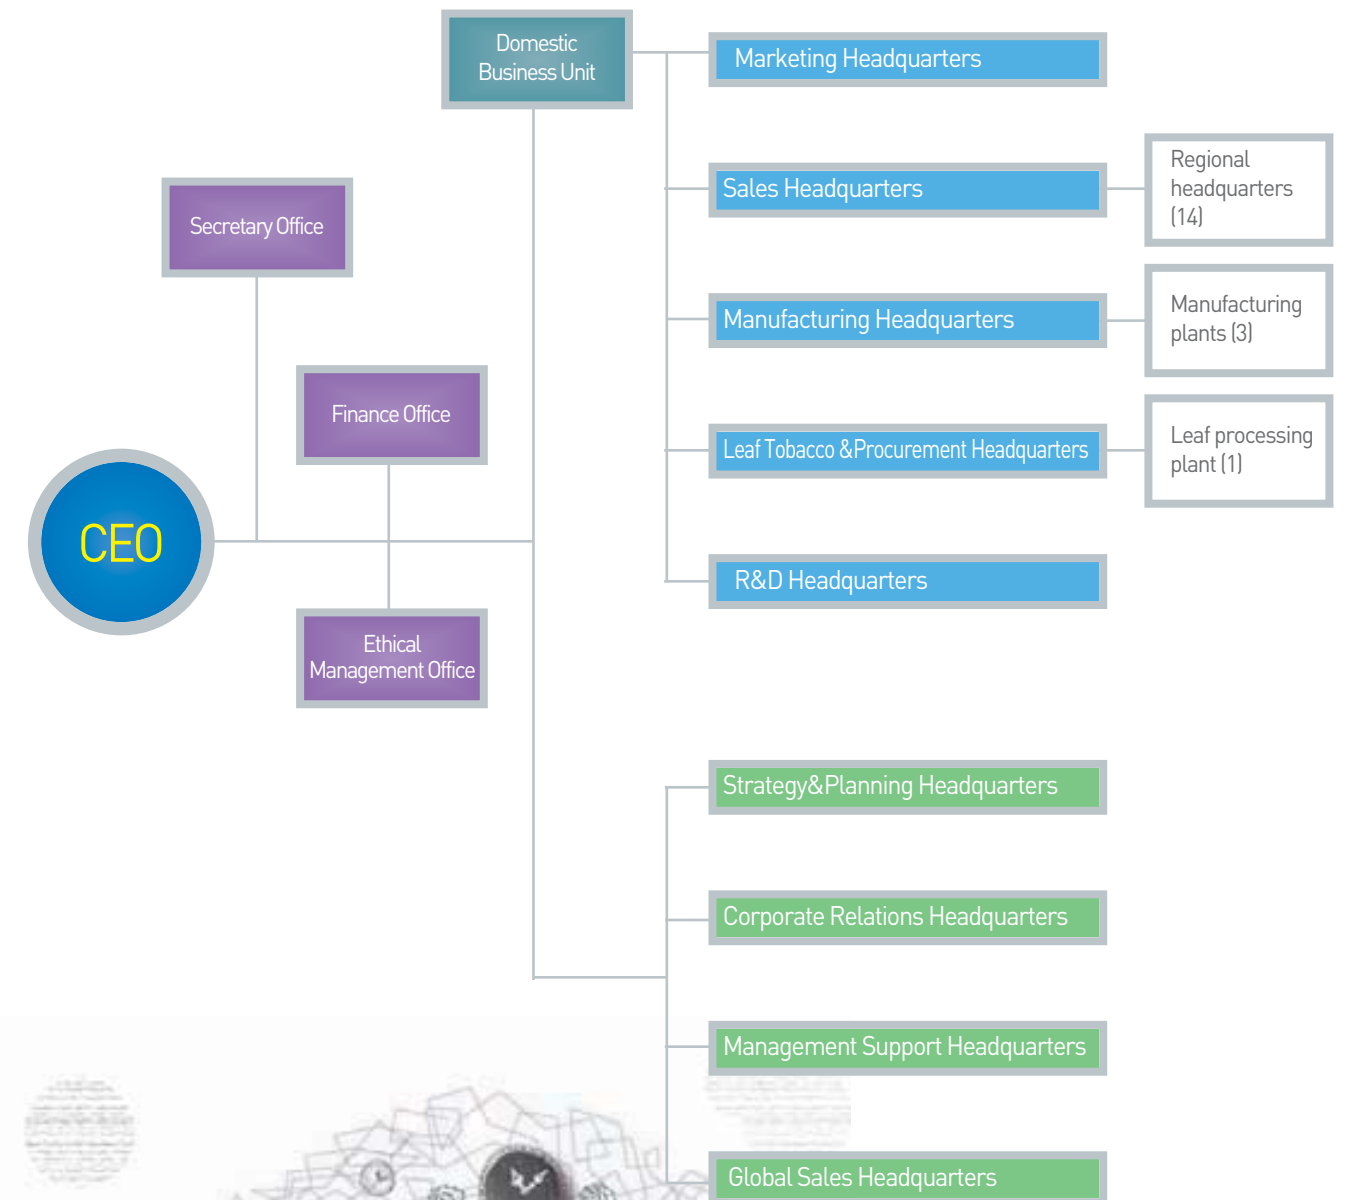 Domestic
Business Unit
Marketing Headquarters
Regional
headquarters
(14)
Sales Headquarters
Secretary Office
Manufacturing
plants (3)
Manufacturing Headquarters
Finance Office
Leaf processing
plant (1)
Leaf Tobacco &Procurement Headquarters
CEO
R&D Headquarters
Ethical
Management Office
Strategy&Planning Headquarters
Corporate Relations Headquarters
Management Support Headquarters
Global Sales Headquarters